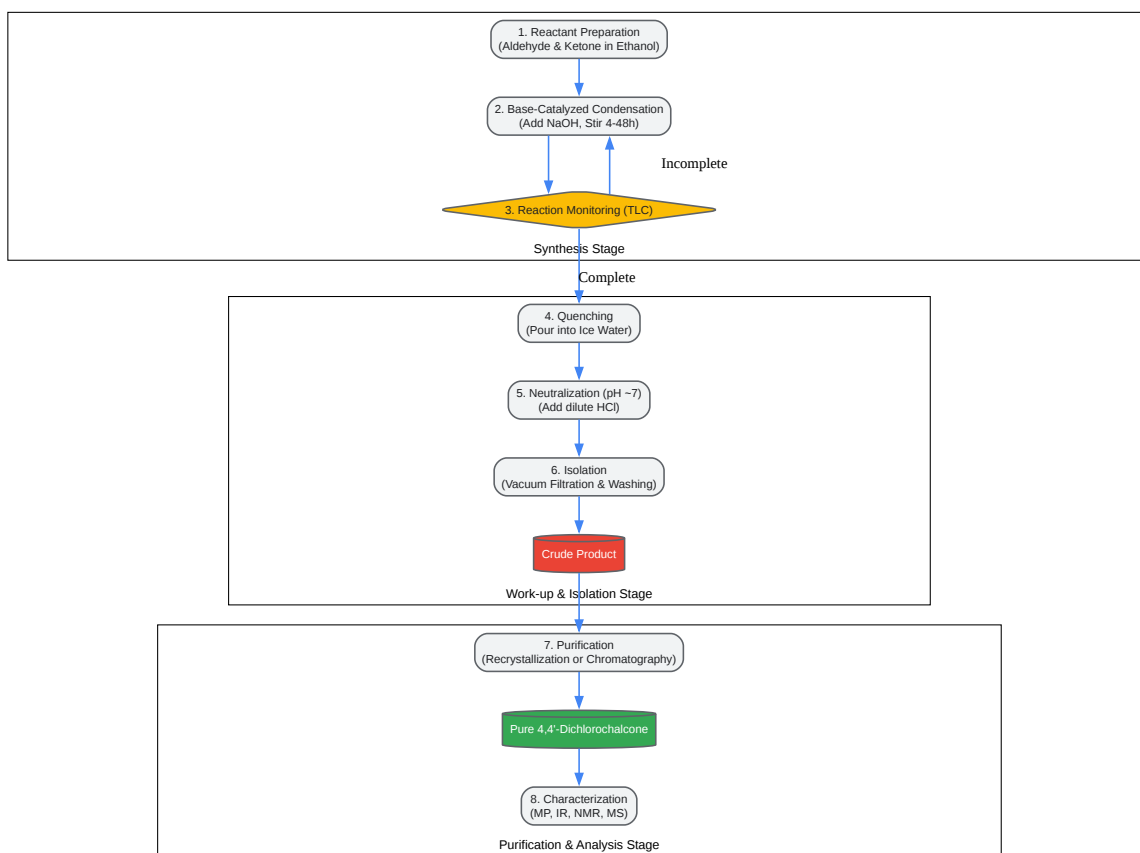 1. Reactant Preparation
(Aldehyde & Ketone in Ethanol)
2. Base-Catalyzed Condensation
(Add NaOH, Stir 4-48h)
Incomplete
3. Reaction Monitoring (TLC)
Synthesis Stage
Complete
4. Quenching
(Pour into Ice Water)
5. Neutralization (pH ~7)
(Add dilute HCl)
6. Isolation
(Vacuum Filtration & Washing)
Crude Product
Work-up & Isolation Stage
7. Purification
(Recrystallization or Chromatography)
Pure 4,4'-Dichlorochalcone
8. Characterization
(MP, IR, NMR, MS)
Purification & Analysis Stage